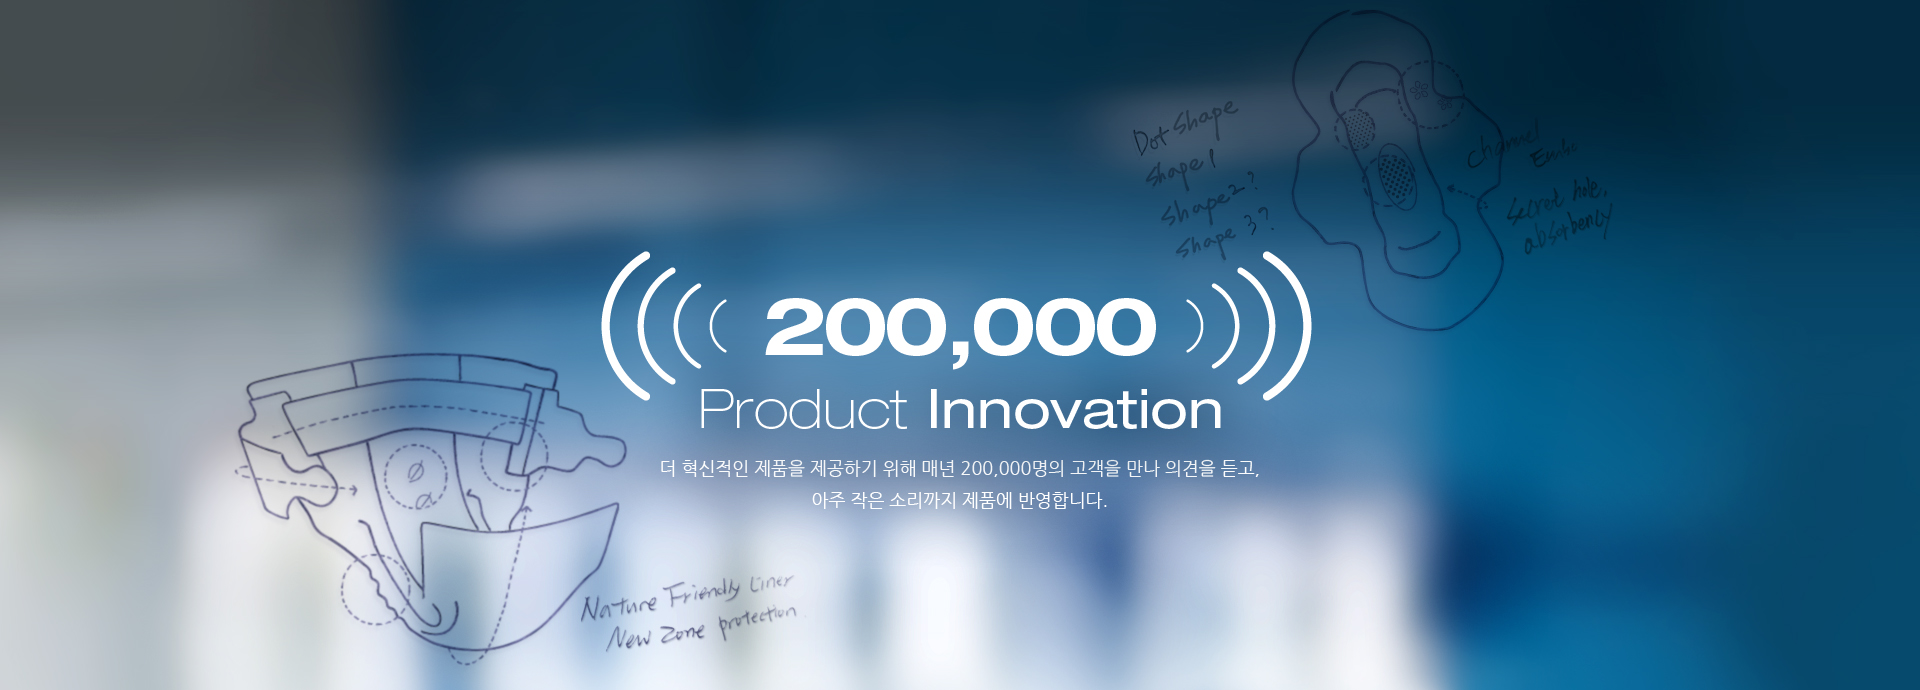 Dot Shape
Shape 1
Shape 2?
Shape 3?
Channel
Secret hole,
absorbency
200,000
Product Innovation
더 혁신적인 제품을 제공하기 위해 매년 200,000명의 고객을 만나 의견을 듣고,
아주 작은 소리까지 제품에 반영합니다.
Nature Friendly Liner
New Zone protection